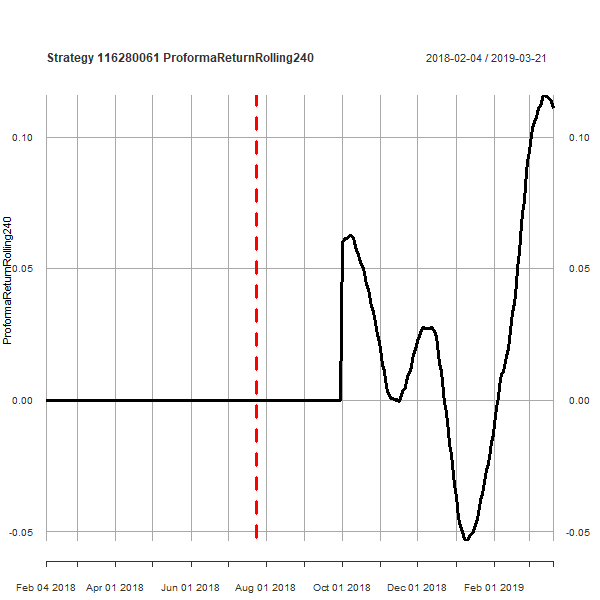 Strategy 116280061 ProformaReturnRolling240
2018-02-04 / 2019-03-21
0.10
0.10
0.05
0.05
0.00
0.00
-0.05
-0.05
ProformaReturnRolling240
Feb 04 2018
Apr 01 2018
Jun 01 2018
Aug 01 2018
Oct 01 2018
Dec 01 2018
Feb 01 2019